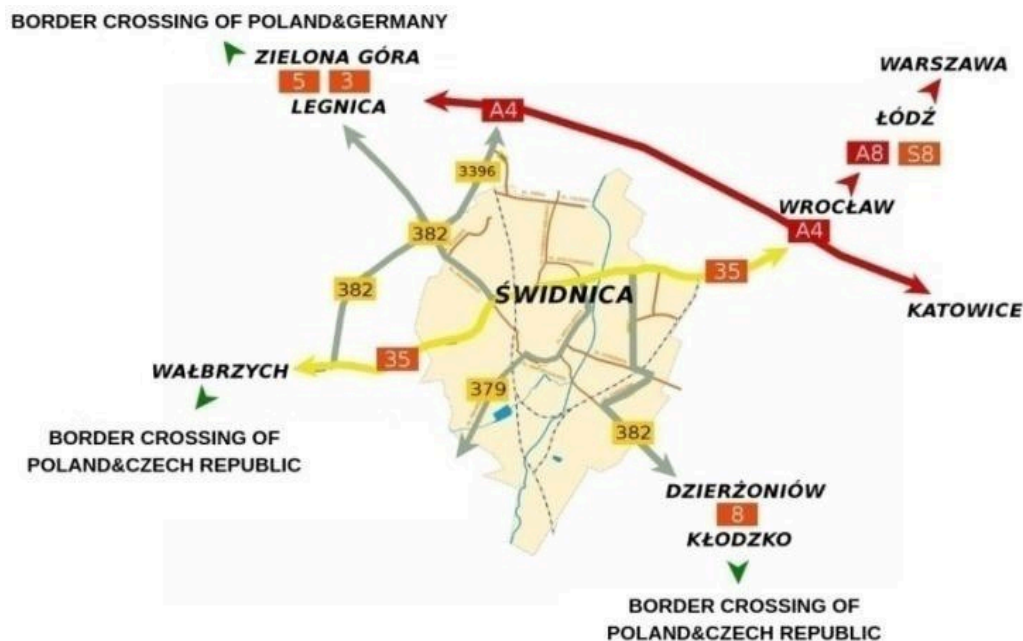 BORDER CROSSING OF POLAND&GERMANY
ZIELONA GÓRA
5 3
LEGNICA
WARSZAWA
ŁÓDŹ
A8 S8
WROCŁAW
A4
A4
KATOWICE
3396
382
382
35
ŚWIDNICA
35
WAŁBRZYCH
BORDER CROSSING OF
POLAND&CZECH REPUBLIC
379
382
DZIERŻONIÓW
8
KŁODZKO
BORDER CROSSING OF
POLAND&CZECH REPUBLIC